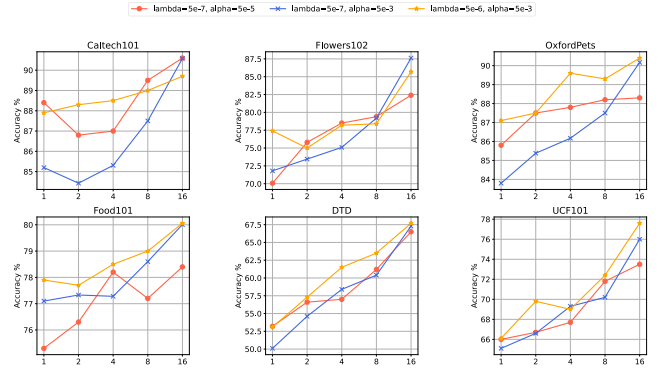 lambda=5e-7, alpha=5e-5 lambda=5e-7, alpha=5e-3 lambda=5e-6, alpha=5e-3
Caltech101
Accuracy %
90
89
88
87
86
85
1 2 4 8 16
Flowers102
Accuracy %
87.5
85.0
82.5
80.0
77.5
75.0
72.5
70.0
1 2 4 8 16
OxfordPets
Accuracy %
90
89
88
87
86
85
84
1 2 4 8 16
Food101
Accuracy %
80
79
78
77
76
1 2 4 8 16
DTD
Accuracy %
67.5
65.0
62.5
60.0
57.5
55.0
52.5
50.0
1 2 4 8 16
UCF101
Accuracy %
78
76
74
72
70
68
66
1 2 4 8 16